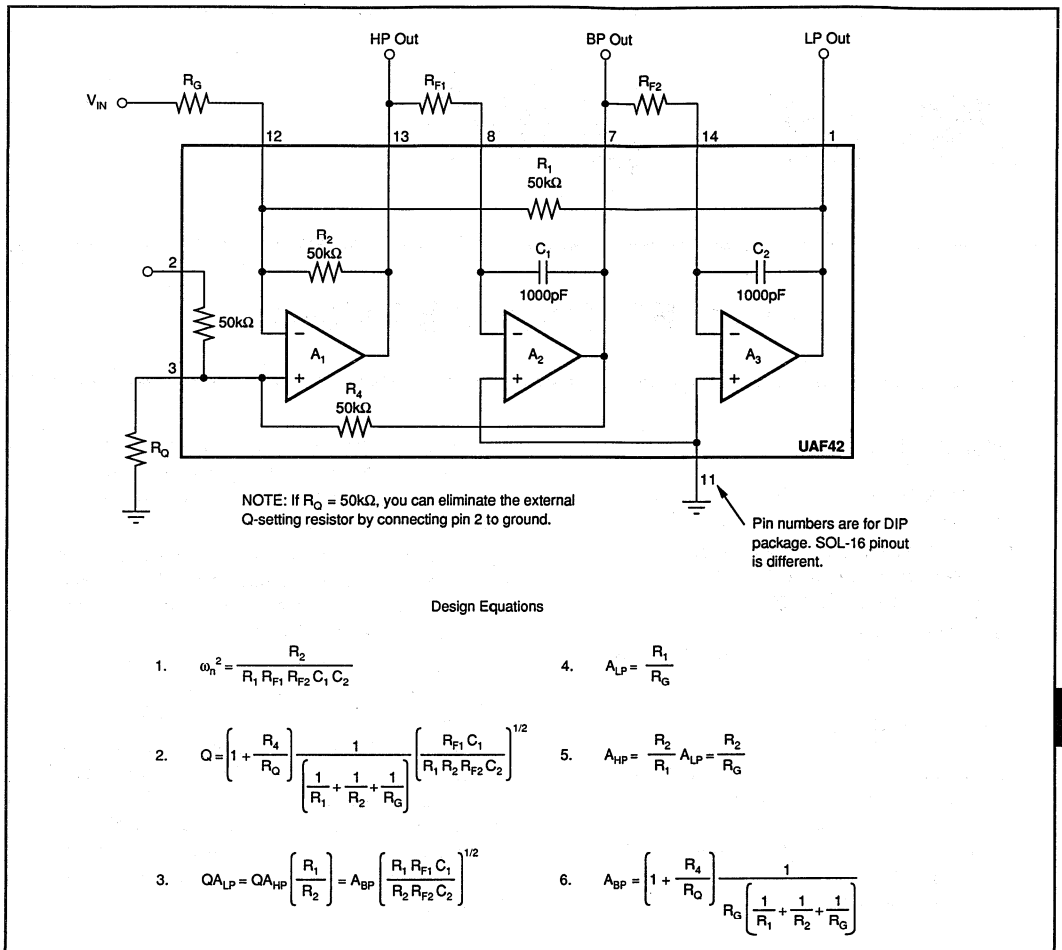 HP Out
BP Out
LP Out
R_G
R_F1
R_F2
V_IN
12
13
8
7
14
1
R_1
50kΩ
R_2
50kΩ
C_1
1000pF
C_2
1000pF
2
50kΩ
−
A_1
+
−
A_2
+
−
A_3
+
3
R_4
50kΩ
R_Q
UAF42
11
NOTE: If R_Q = 50kΩ, you can eliminate the external
Q-setting resistor by connecting pin 2 to ground.
Pin numbers are for DIP
package. SOL-16 pinout
is different.
Design Equations
1. ω_n² = R_2 / (R_1 R_F1 R_F2 C_1 C_2)
4. A_LP = R_1 / R_G
2. Q = [1 + R_4 / R_Q] 1 / [1/R_1 + 1/R_2 + 1/R_G] [R_F1 C_1 / (R_1 R_2 R_F2 C_2)]^1/2
5. A_HP = R_2 / R_1 A_LP = R_2 / R_G
3. QA_LP = QA_HP [R_1 / R_2] = A_BP [R_1 R_F1 C_1 / (R_2 R_F2 C_2)]^1/2
6. A_BP = [1 + R_4 / R_Q] 1 / (R_G [1/R_1 + 1/R_2 + 1/R_G])